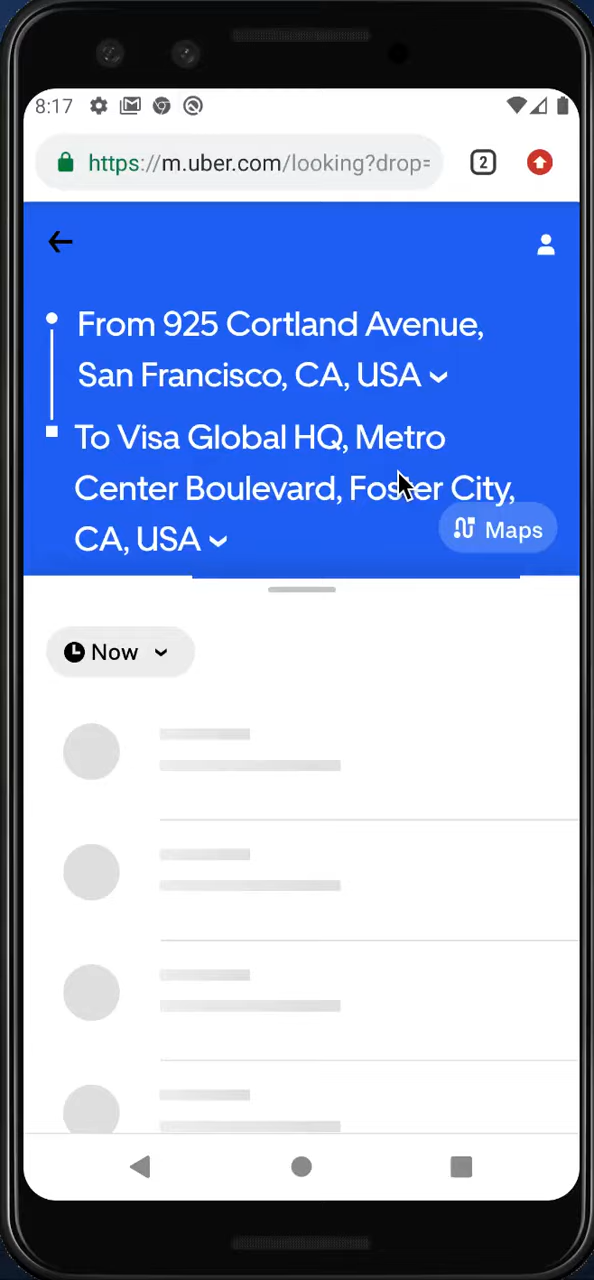 8:17
https://m.uber.com/looking?drop=
2
From 925 Cortland Avenue,
San Francisco, CA, USA
To Visa Global HQ, Metro
Center Boulevard, Foster City,
CA, USA
Maps
Now